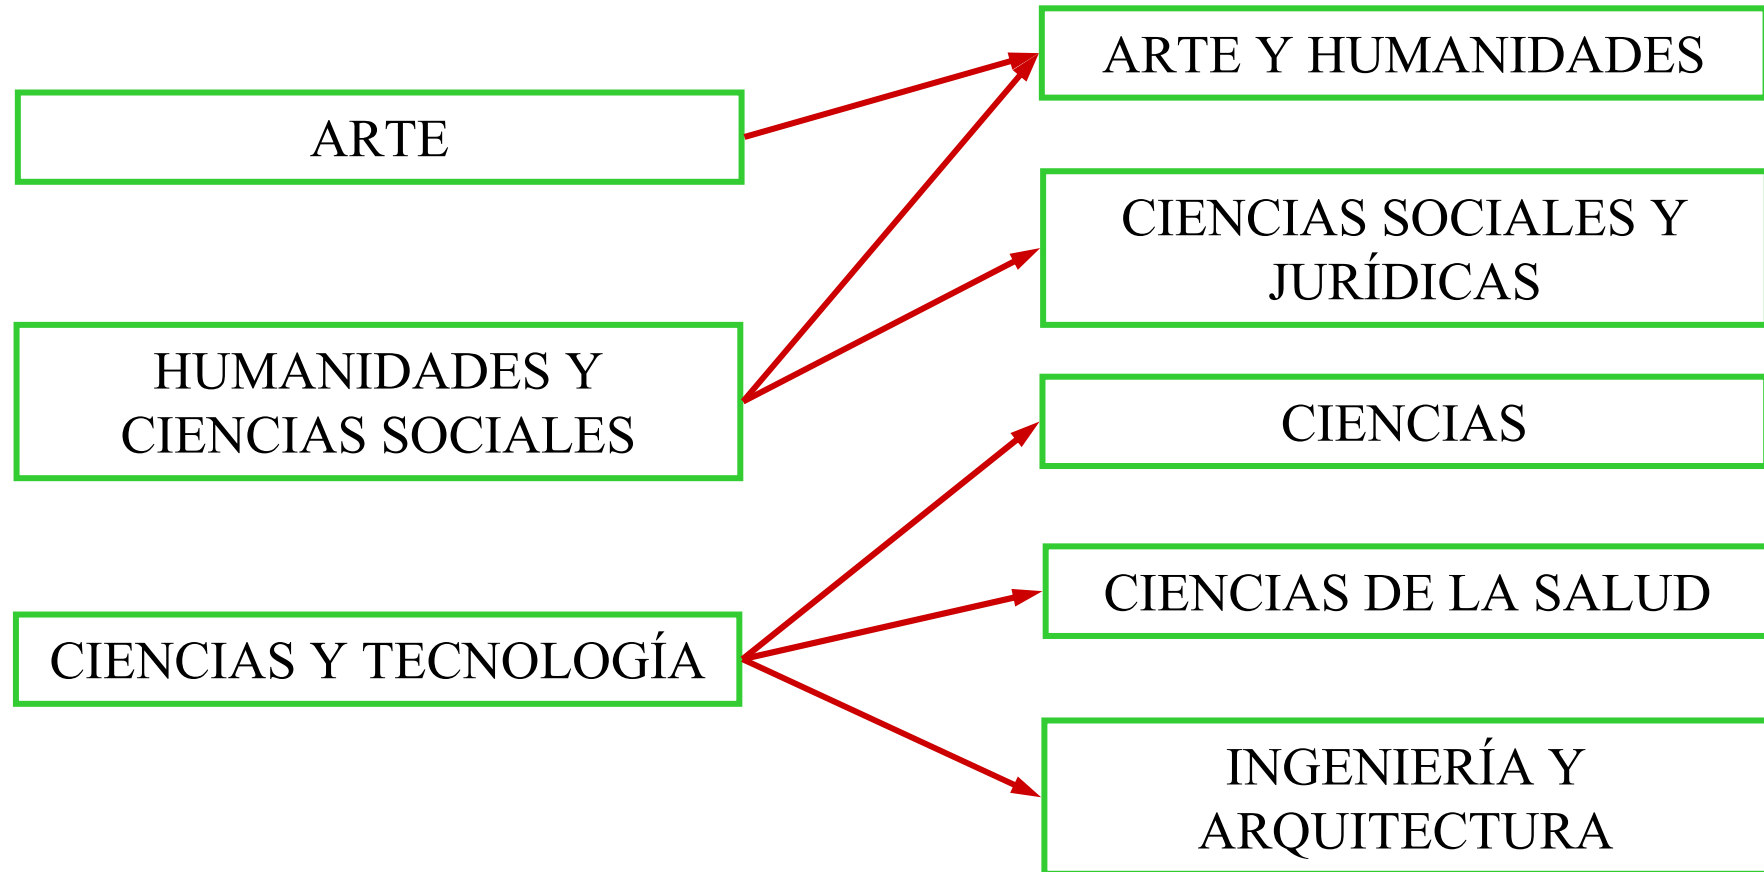 ARTE
HUMANIDADES Y
CIENCIAS SOCIALES
CIENCIAS Y TECNOLOGÍA
ARTE Y HUMANIDADES
CIENCIAS SOCIALES Y
JURÍDICAS
CIENCIAS
CIENCIAS DE LA SALUD
INGENIERÍA Y
ARQUITECTURA